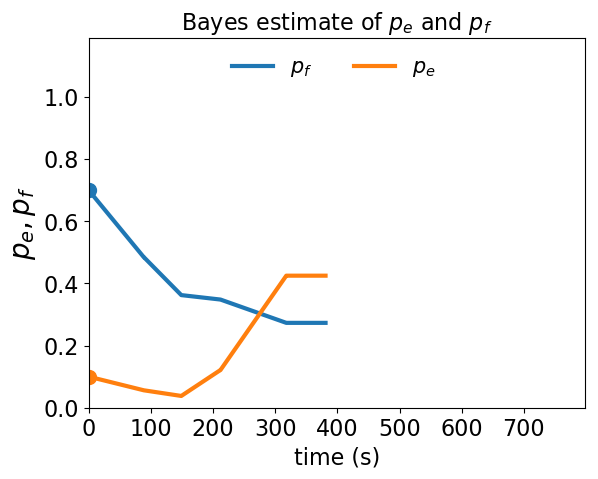 Bayes estimate of p_e and p_f
p_f p_e
1.0
0.8
0.6
0.4
0.2
0.0
p_e, p_f
0 100 200 300 400 500 600 700
time (s)